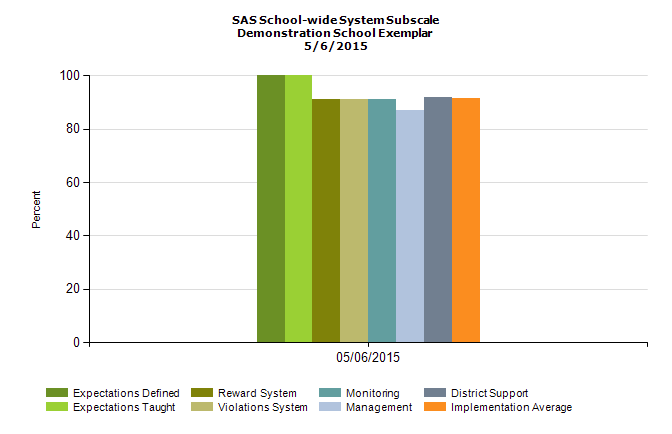 SAS School-wide System Subscale
Demonstration School Exemplar
5/6/2015
100
80
60
40
20
0
Percent
05/06/2015
Expectations Defined
Reward System
Monitoring
District Support
Expectations Taught
Violations System
Management
Implementation Average